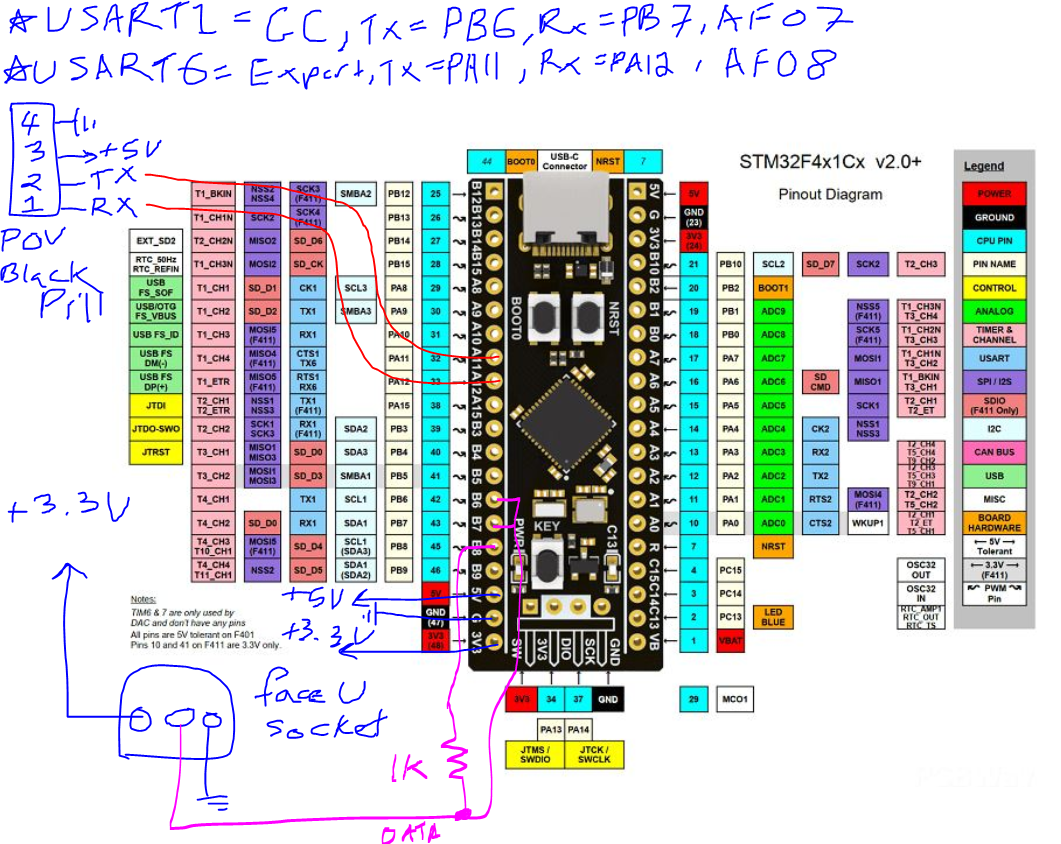 *USART1 = GC, Tx = PB6, Rx = PB7, AF07
*USART6 = Export, Tx = PA11, Rx = PA12, AF08
4
3 +5V
2 TX
1 RX
POV
Black
Pill
STM32F4x1Cx v2.0+
Pinout Diagram
44 BOOT0 USB-C Connector NRST 7
T1_BKIN NSS2 NSS4 SCK3 (F411) SMBA2 PB12 25
T1_CH1N SCK2 SCK4 (F411) PB13 26
EXT_SD2 T2_CH2N MISO2 SD_D6 PB14 27
RTC_50Hz RTC_REFIN T1_CH3N MOSI2 SD_CK PB15 28
USB FS_SOF T1_CH1 SD_D1 CK1 SCL3 PA8 29
USB/OTG FS_VBUS T1_CH2 SD_D2 TX1 SMBA3 PA9 30
USB FS_ID T1_CH3 MOSI5 (F411) RX1 PA10 31
USB FS DM(-) T1_CH4 MISO4 (F411) CTS1 TX6 PA11 32
USB FS DP(+) T1_ETR MISO5 (F411) RTS1 RX6 PA12 33
JTDI T2_CH1 T2_ETR NSS1 NSS3 TX1 (F411) PA15 38
JTDO-SWO T2_CH2 SCK1 SCK3 RX1 (F411) SDA2 PB3 39
JTRST T3_CH1 MISO1 MISO3 SD_D0 SDA3 PB4 40
T3_CH2 MOSI1 MOSI3 SD_D3 SMBA1 PB5 41
T4_CH1 TX1 SCL1 PB6 42
T4_CH2 SD_D0 RX1 SDA1 PB7 43
T4_CH3 T10_CH1 MOSI5 (F411) SD_D4 SCL1 (SDA3) PB8 45
T4_CH4 T11_CH1 NSS2 SD_D5 SDA1 (SDA2) PB9 46
5V
GND (47)
3V3 (48)
B12 B13 B14 B15 A8 A9 A10 A11 A12 A15 B3 B4 B5 B6 B7 B8 B9 5V G 3V3
BOOT0 NRST
PWR KEY C13
5V G 3V3 B10 B2 B1 B0 A7 A6 A5 A4 A3 A2 A1 A0 R C15 C14 C13 VB
SW 3V3 DIO SCK GND
5V
GND (23)
3V3 (24)
21 PB10 SCL2 SD_D7 SCK2 T2_CH3
20 PB2 BOOT1
19 PB1 ADC9 NSS5 (F411) T1_CH3N T3_CH4
18 PB0 ADC8 SCK5 (F411) T1_CH2N T3_CH3
17 PA7 ADC7 MOSI1 T1_CH1N T3_CH2
16 PA6 ADC6 SD CMD MISO1 T1_BKIN T3_CH1
15 PA5 ADC5 SCK1 T2_CH1 T2_ET
14 PA4 ADC4 CK2 NSS1 NSS3
13 PA3 ADC3 RX2 T2_CH4 T5_CH4 T9_CH2
12 PA2 ADC2 TX2 T2_CH3 T5_CH3 T9_CH1
11 PA1 ADC1 RTS2 MOSI4 (F411) T2_CH2 T5_CH2
10 PA0 ADC0 CTS2 WKUP1 T2_CH1 T2_ET T5_CH1
7 NRST
4 PC15 OSC32 OUT
3 PC14 OSC32 IN
2 PC13 LED BLUE RTC_AMP1 RTC_OUT RTC_TS
1 VBAT
29 MCO1
3V3 34 37 GND
PA13 PA14
JTMS / SWDIO JTCK / SWCLK
Legend
POWER
GROUND
CPU PIN
PIN NAME
CONTROL
ANALOG
TIMER & CHANNEL
USART
SPI / I2S
SDIO (F411 Only)
I2C
CAN BUS
USB
MISC
BOARD HARDWARE
5V Tolerant
3.3V (F411)
PWM Pin
Notes:
TIM6 & 7 are only used by
DAC and don't have any pins
All pins are 5V tolerant on F401
Pins 10 and 41 on F411 are 3.3V only.
+3.3V
+5V
+3.3V
face U
socket
1K
DATA